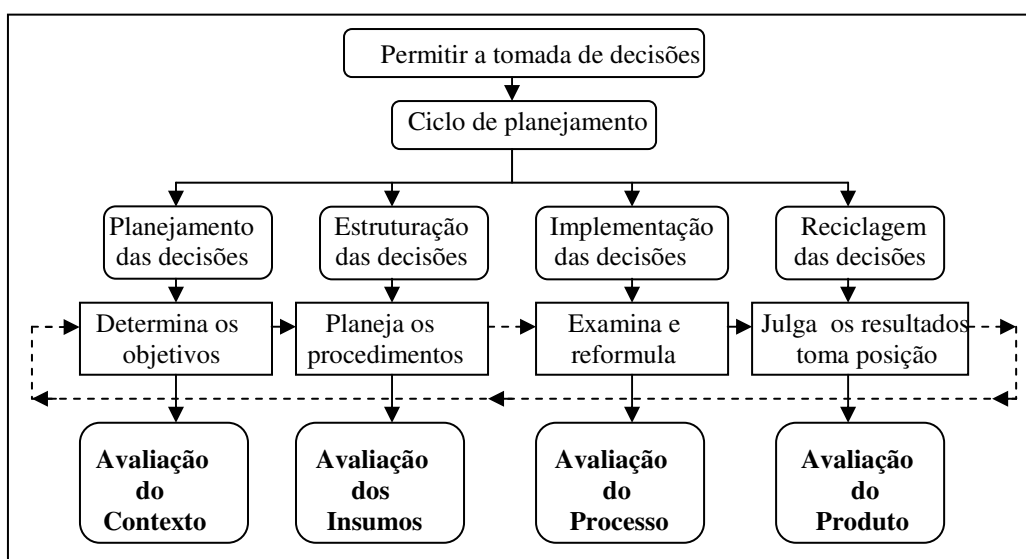 Permitir a tomada de decisões
Ciclo de planejamento
Planejamento
das decisões
Estruturação
das decisões
Implementação
das decisões
Reciclagem
das decisões
Determina os
objetivos
Planeja os
procedimentos
Examina e
reformula
Julga os resultados
toma posição
Avaliação
do
Contexto
Avaliação
dos
Insumos
Avaliação
do
Processo
Avaliação
do
Produto